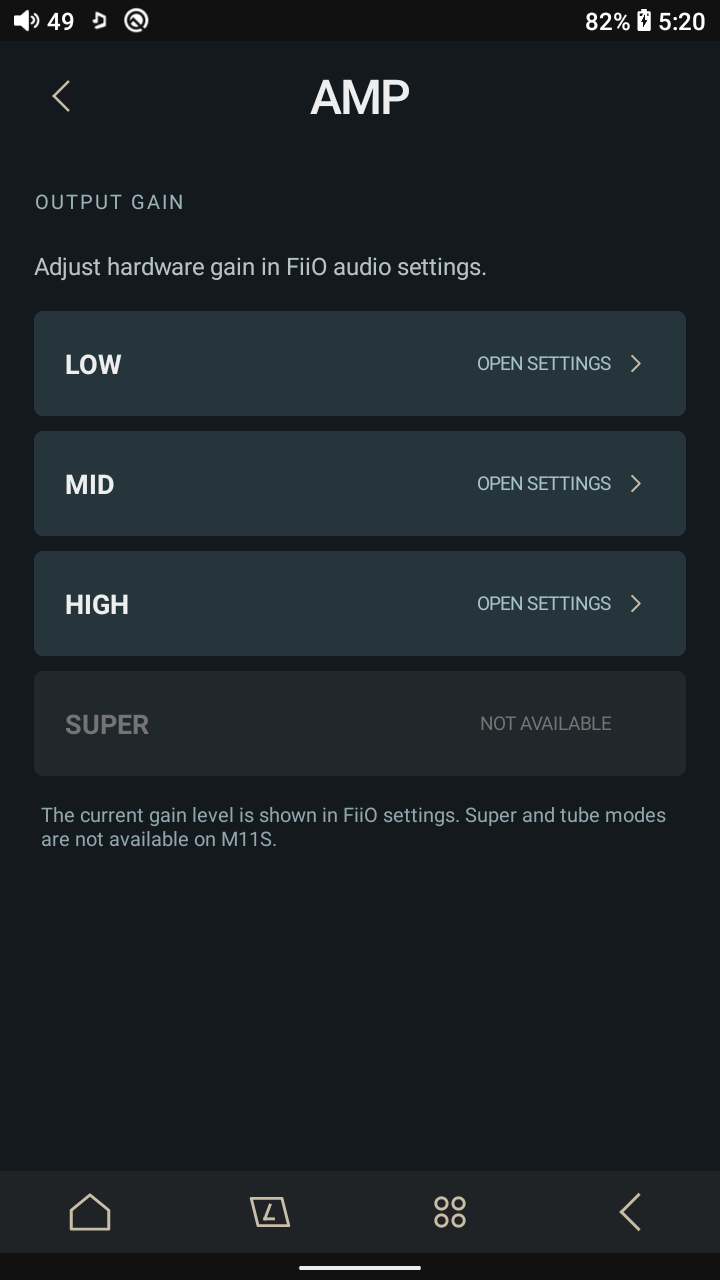 49
82% 5:20
AMP
OUTPUT GAIN
Adjust hardware gain in FiiO audio settings.
LOW OPEN SETTINGS
MID OPEN SETTINGS
HIGH OPEN SETTINGS
SUPER NOT AVAILABLE
The current gain level is shown in FiiO settings. Super and tube modes
are not available on M11S.